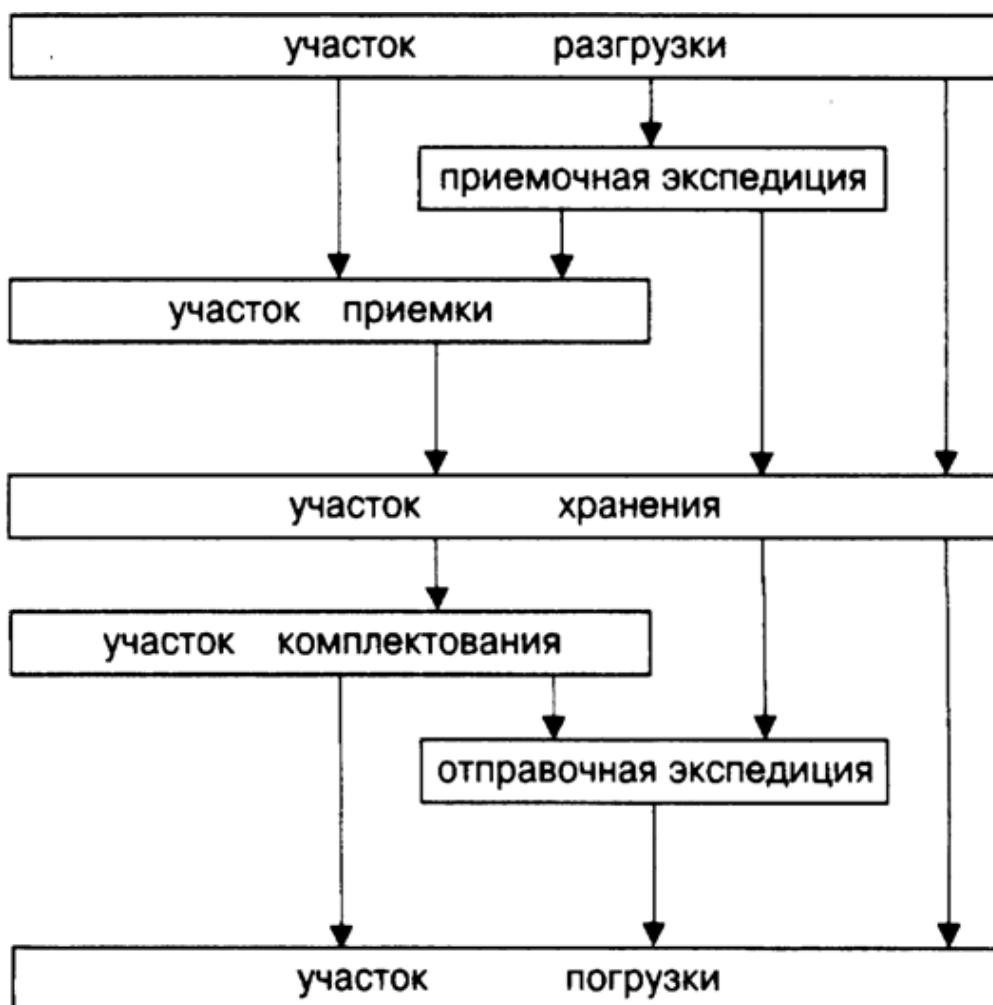 участок разгрузки
приемочная экспедиция
участок приемки
участок хранения
участок комплектования
отправочная экспедиция
участок погрузки